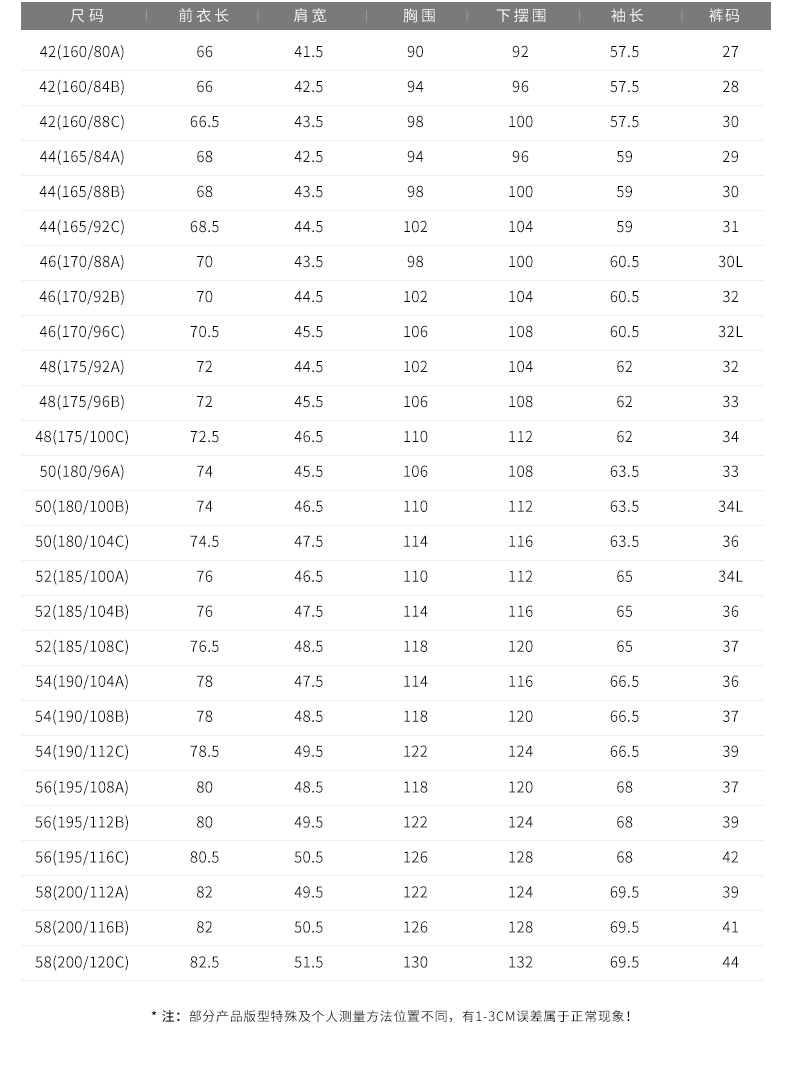 尺码 前衣长 肩宽 胸围 下摆围 袖长 裤码
42(160/80A) 66 41.5 90 92 57.5 27
42(160/84B) 66 42.5 94 96 57.5 28
42(160/88C) 66.5 43.5 98 100 57.5 30
44(165/84A) 68 42.5 94 96 59 29
44(165/88B) 68 43.5 98 100 59 30
44(165/92C) 68.5 44.5 102 104 59 31
46(170/88A) 70 43.5 98 100 60.5 30L
46(170/92B) 70 44.5 102 104 60.5 32
46(170/96C) 70.5 45.5 106 108 60.5 32L
48(175/92A) 72 44.5 102 104 62 32
48(175/96B) 72 45.5 106 108 62 33
48(175/100C) 72.5 46.5 110 112 62 34
50(180/96A) 74 45.5 106 108 63.5 33
50(180/100B) 74 46.5 110 112 63.5 34L
50(180/104C) 74.5 47.5 114 116 63.5 36
52(185/100A) 76 46.5 110 112 65 34L
52(185/104B) 76 47.5 114 116 65 36
52(185/108C) 76.5 48.5 118 120 65 37
54(190/104A) 78 47.5 114 116 66.5 36
54(190/108B) 78 48.5 118 120 66.5 37
54(190/112C) 78.5 49.5 122 124 66.5 39
56(195/108A) 80 48.5 118 120 68 37
56(195/112B) 80 49.5 122 124 68 39
56(195/116C) 80.5 50.5 126 128 68 42
58(200/112A) 82 49.5 122 124 69.5 39
58(200/116B) 82 50.5 126 128 69.5 41
58(200/120C) 82.5 51.5 130 132 69.5 44
* 注：部分产品版型特殊及个人测量方法位置不同，有1-3CM误差属于正常现象！